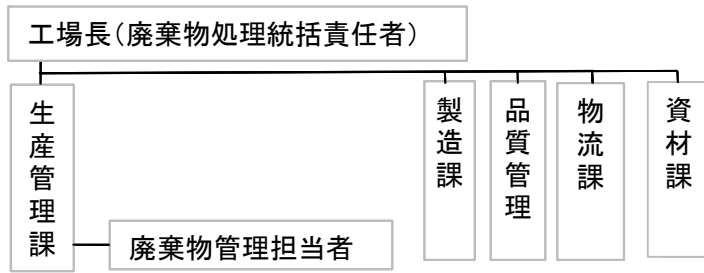 工場長（廃棄物処理統括責任者）
生産管理課
製造課
品質管理
物流課
資材課
廃棄物管理担当者